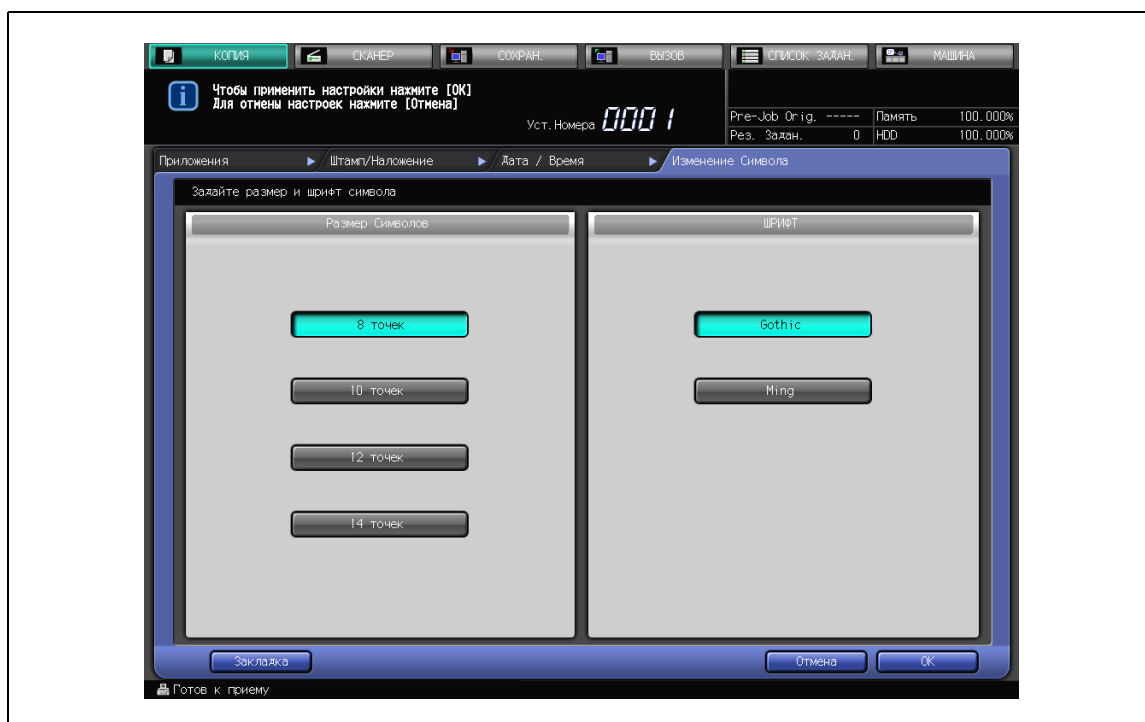 КОПИЯ СКАНЕР СОХРАН. ВЫЗОВ СПИСОК ЗАДАН. МАШИНА
Чтобы применить настройки нажмите [ОК]
Для отмены настроек нажмите [Отмена]
Уст.Номера 0001
Pre-Job Orig. ----- Память 100.000%
Рез. Задан. 0 HDD 100.000%
Приложения Штамп/Наложение Дата / Время Изменение Символа
Задайте размер и шрифт символа
Размер Символов ШРИФТ
8 точек Gothic
10 точек Ming
12 точек
14 точек
Закладка Отмена OK
Готов к приему